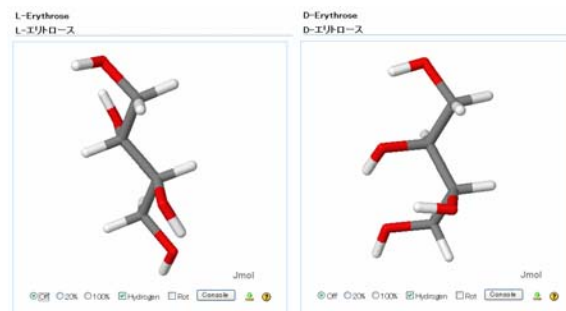 L-Erythrose
L-エリトロース
Jmol
Off 20% 100% Hydrogen Rot Console
D-Erythrose
D-エリトロース
Jmol
Off 20% 100% Hydrogen Rot Console